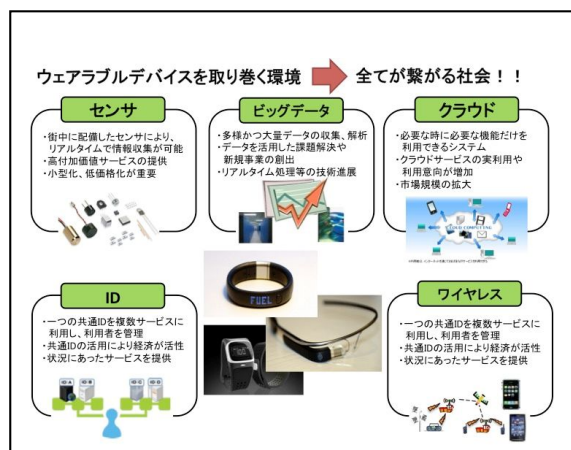 ウェアラブルデバイスを取り巻く環境
全てが繋がる社会！！
センサ
・街中に配備したセンサにより、
リアルタイムで情報収集が可能
・高付加価値サービスの提供
・小型化、低価格化が重要
ビッグデータ
・多様かつ大量データの収集、解析
・データを活用した課題解決や
新規事業の創出
・リアルタイム処理等の技術進展
クラウド
・必要な時に必要な機能だけを
利用できるシステム
・クラウドサービスの実利用や
利用意向が増加
・市場規模の拡大
CLOUD COMPUTING
ID
・一つの共通IDを複数サービスに
利用し、利用者を管理
・共通IDの活用により経済が活性
・状況にあったサービスを提供
FUEL
ワイヤレス
・一つの共通IDを複数サービスに
利用し、利用者を管理
・共通IDの活用により経済が活性
・状況にあったサービスを提供